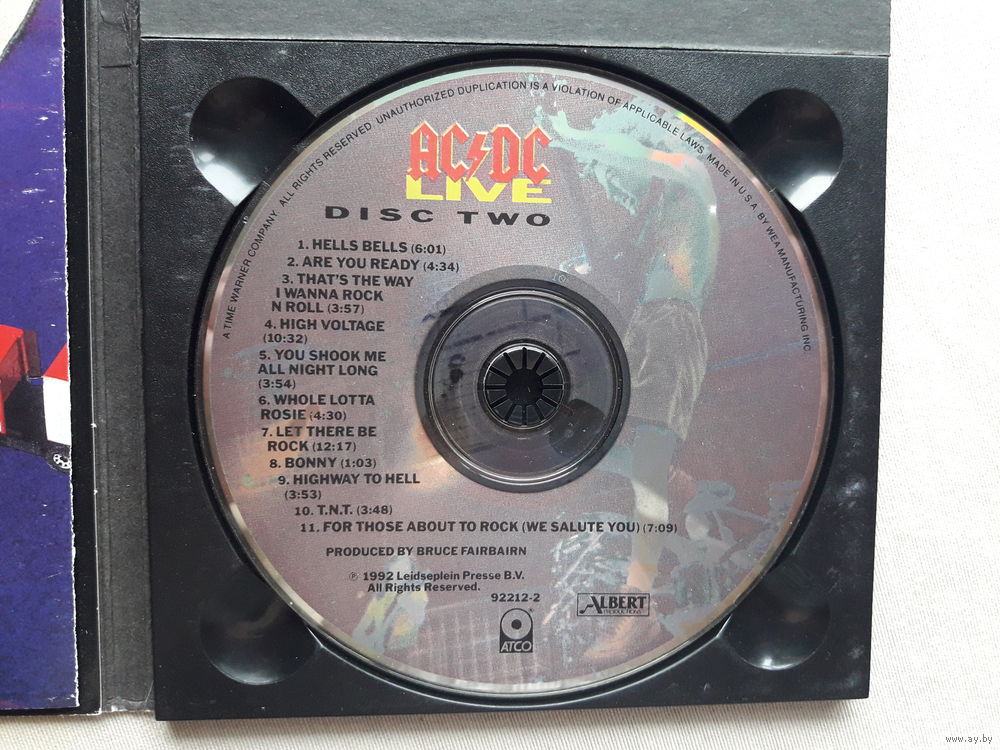 A TIME WARNER COMPANY. ALL RIGHTS RESERVED. UNAUTHORIZED DUPLICATION IS A VIOLATION OF APPLICABLE LAWS. MADE IN U.S.A. BY WEA MANUFACTURING INC
AC DC
LIVE
DISC TWO
1. HELLS BELLS (6:01)
2. ARE YOU READY (4:34)
3. THAT'S THE WAY
I WANNA ROCK
N ROLL (3:57)
4. HIGH VOLTAGE
(10:32)
5. YOU SHOOK ME
ALL NIGHT LONG
(3:54)
6. WHOLE LOTTA
ROSIE (4:30)
7. LET THERE BE
ROCK (12:17)
8. BONNY (1:03)
9. HIGHWAY TO HELL
(3:53)
10. T.N.T. (3:48)
11. FOR THOSE ABOUT TO ROCK (WE SALUTE YOU) (7:09)
PRODUCED BY BRUCE FAIRBAIRN
℗ 1992 Leidseplein Presse B.V.
All Rights Reserved.
92212-2
ATCO
ALBERT
PRODUCTIONS
www.ay.by